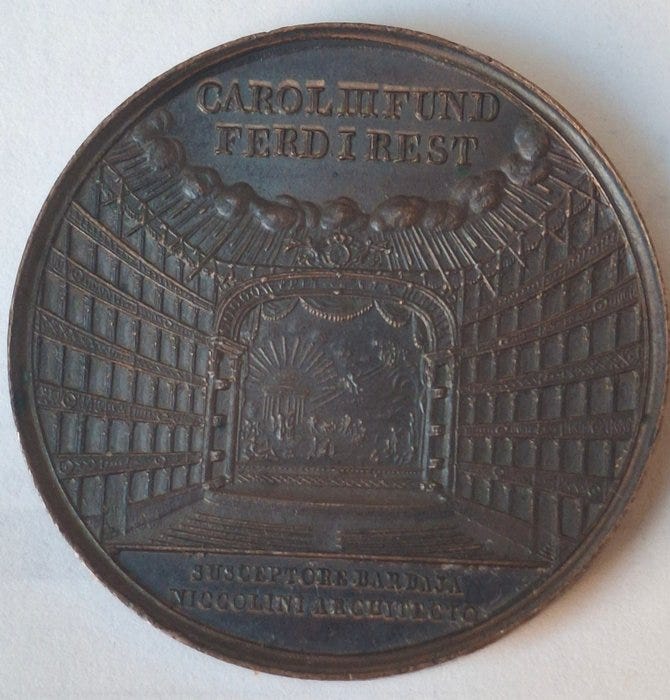 CAROL III FUND
FERD I REST
SUSCEPTORE BARBAJA
NICCOLINI ARCHITECTO